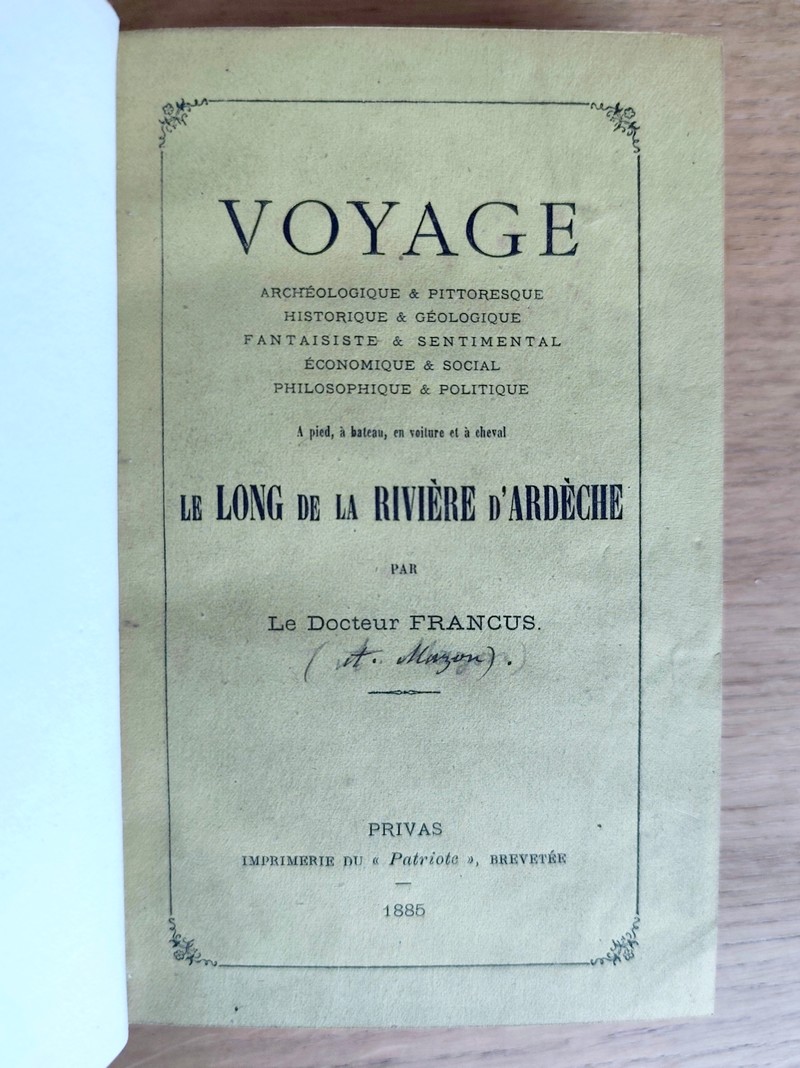 VOYAGE
ARCHÉOLOGIQUE & PITTORESQUE
HISTORIQUE & GÉOLOGIQUE
FANTAISISTE & SENTIMENTAL
ÉCONOMIQUE & SOCIAL
PHILOSOPHIQUE & POLITIQUE
A pied, à bateau, en voiture et à cheval
LE LONG DE LA RIVIÈRE D'ARDÈCHE
PAR
Le Docteur FRANCUS.
(A. Mazon).
PRIVAS
IMPRIMERIE DU « Patriote », BREVETÉE
1885